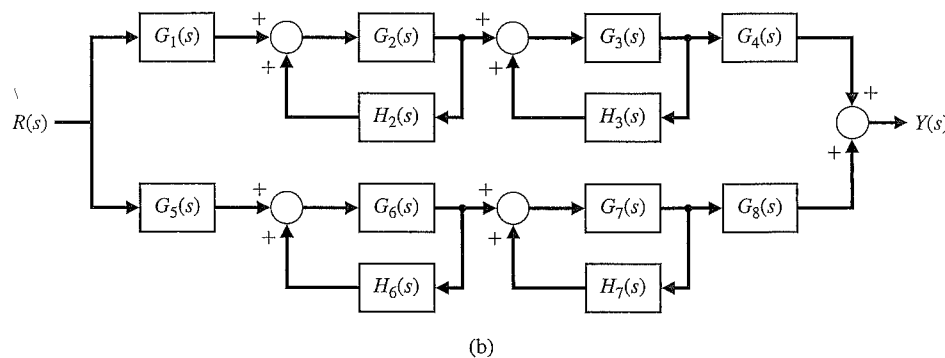 G1(s) + G2(s) + G3(s) G4(s)
+ + +
H2(s) H3(s)
R(s) Y(s)
+
G5(s) + G6(s) + G7(s) G8(s)
+ +
H6(s) H7(s)
(b)